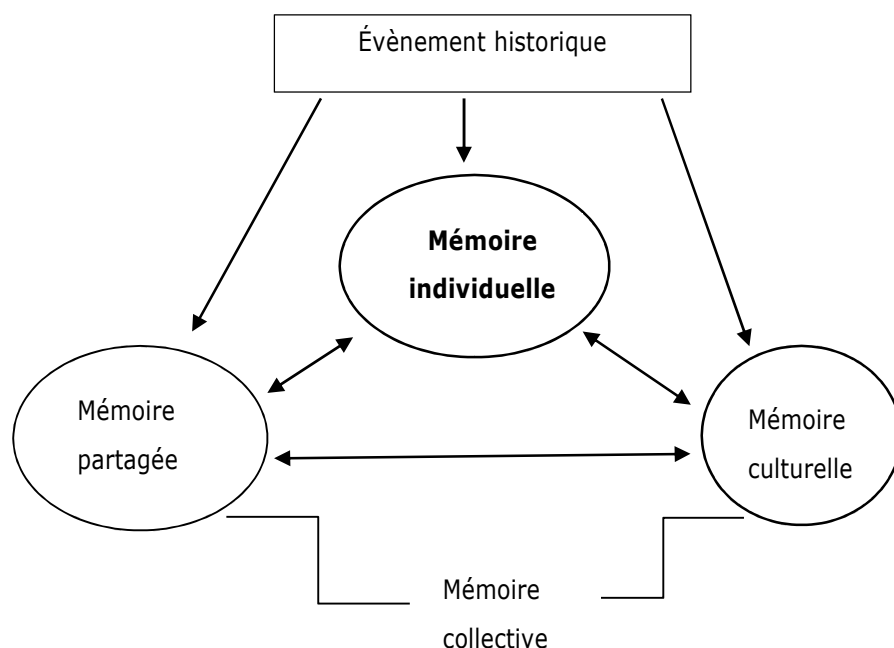 Évènement historique
Mémoire
individuelle
Mémoire
partagée
Mémoire
culturelle
Mémoire
collective